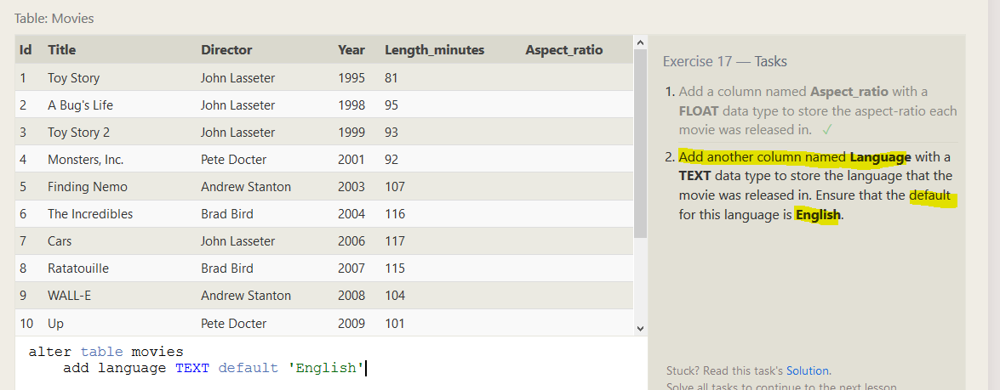 Table: Movies
Id Title Director Year Length_minutes Aspect_ratio
1 Toy Story John Lasseter 1995 81
2 A Bug's Life John Lasseter 1998 95
3 Toy Story 2 John Lasseter 1999 93
4 Monsters, Inc. Pete Docter 2001 92
5 Finding Nemo Andrew Stanton 2003 107
6 The Incredibles Brad Bird 2004 116
7 Cars John Lasseter 2006 117
8 Ratatouille Brad Bird 2007 115
9 WALL-E Andrew Stanton 2008 104
10 Up Pete Docter 2009 101
alter table movies
add language TEXT default 'English'
Exercise 17 — Tasks
1. Add a column named Aspect_ratio with a
FLOAT data type to store the aspect-ratio each
movie was released in. ✓
2. Add another column named Language with a
TEXT data type to store the language that the
movie was released in. Ensure that the default
for this language is English.
Stuck? Read this task's Solution.
Solve all tasks to continue to the next lesson.